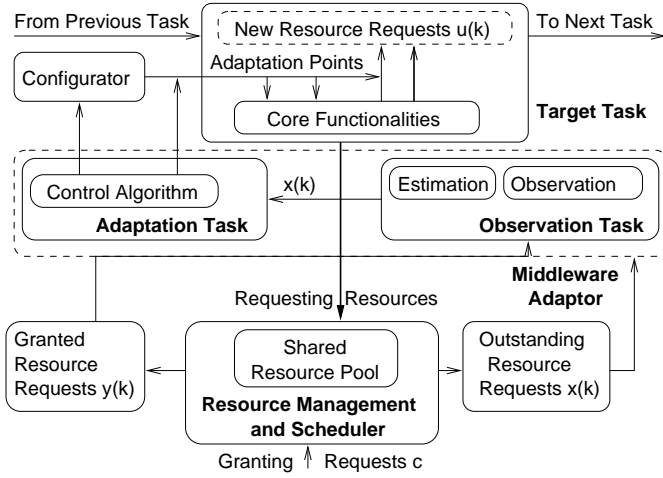 From Previous Task
New Resource Requests u(k)
To Next Task
Configurator
Adaptation Points
Core Functionalities
Target Task
Control Algorithm
Adaptation Task
x(k)
Estimation
Observation
Observation Task
Middleware
Adaptor
Requesting Resources
Granted
Resource
Requests y(k)
Shared
Resource Pool
Resource Management
and Scheduler
Outstanding
Resource
Requests x(k)
Granting Requests c